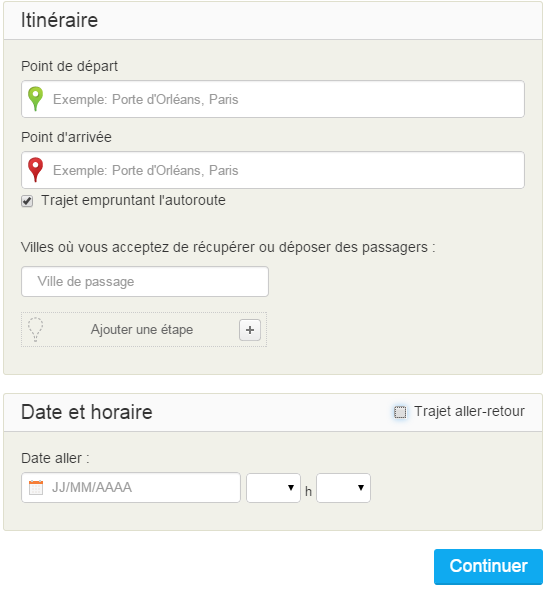 Itinéraire
Point de départ
Exemple: Porte d'Orléans, Paris
Point d'arrivée
Exemple: Porte d'Orléans, Paris
Trajet empruntant l'autoroute
Villes où vous acceptez de récupérer ou déposer des passagers :
Ville de passage
Ajouter une étape +
Date et horaire Trajet aller-retour
Date aller :
JJ/MM/AAAA h
Continuer